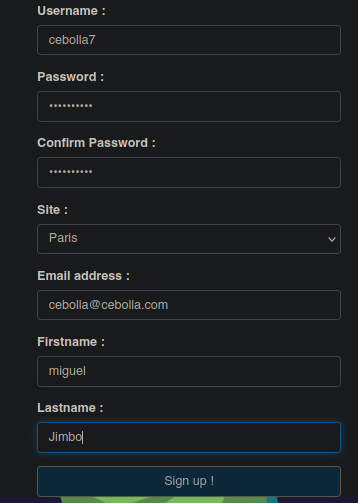 Username :
cebolla7
Password :
••••••••••
Confirm Password :
••••••••••
Site :
Paris
Email address :
cebolla@cebolla.com
Firstname :
miguel
Lastname :
Jimbo
Sign up !